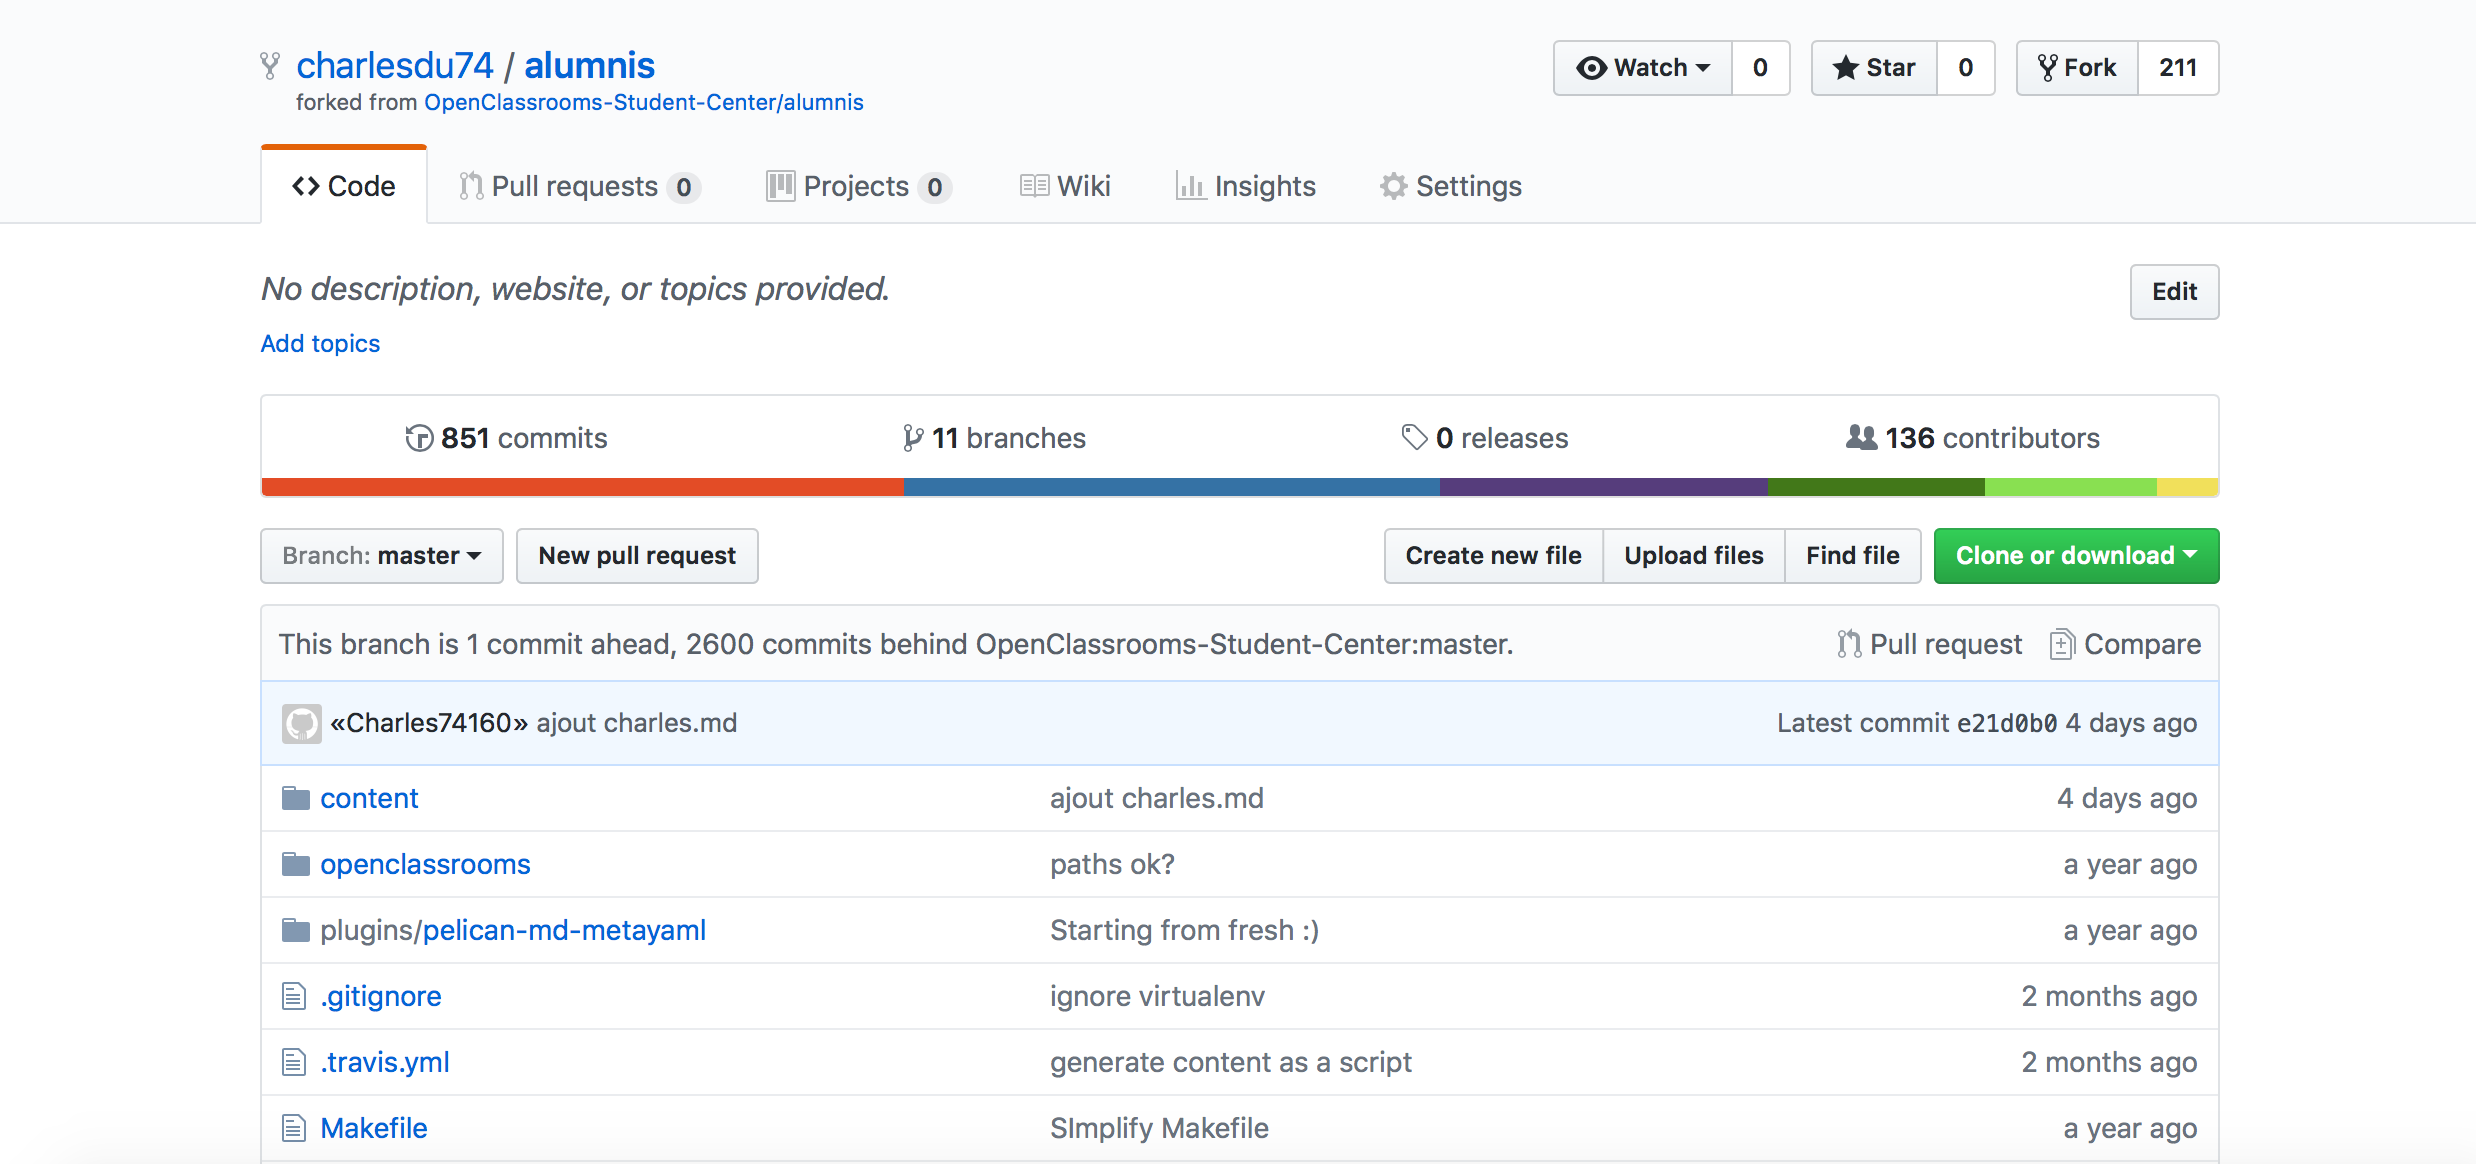 charlesdu74 / alumnis
forked from OpenClassrooms-Student-Center/alumnis
Watch 0 Star 0 Fork 211
Code Pull requests 0 Projects 0 Wiki Insights Settings
No description, website, or topics provided.
Edit
Add topics
851 commits 11 branches 0 releases 136 contributors
Branch: master New pull request Create new file Upload files Find file Clone or download
This branch is 1 commit ahead, 2600 commits behind OpenClassrooms-Student-Center:master. Pull request Compare
«Charles74160» ajout charles.md Latest commit e21d0b0 4 days ago
content ajout charles.md 4 days ago
openclassrooms paths ok? a year ago
plugins/pelican-md-metayaml Starting from fresh :) a year ago
.gitignore ignore virtualenv 2 months ago
.travis.yml generate content as a script 2 months ago
Makefile SImplify Makefile a year ago